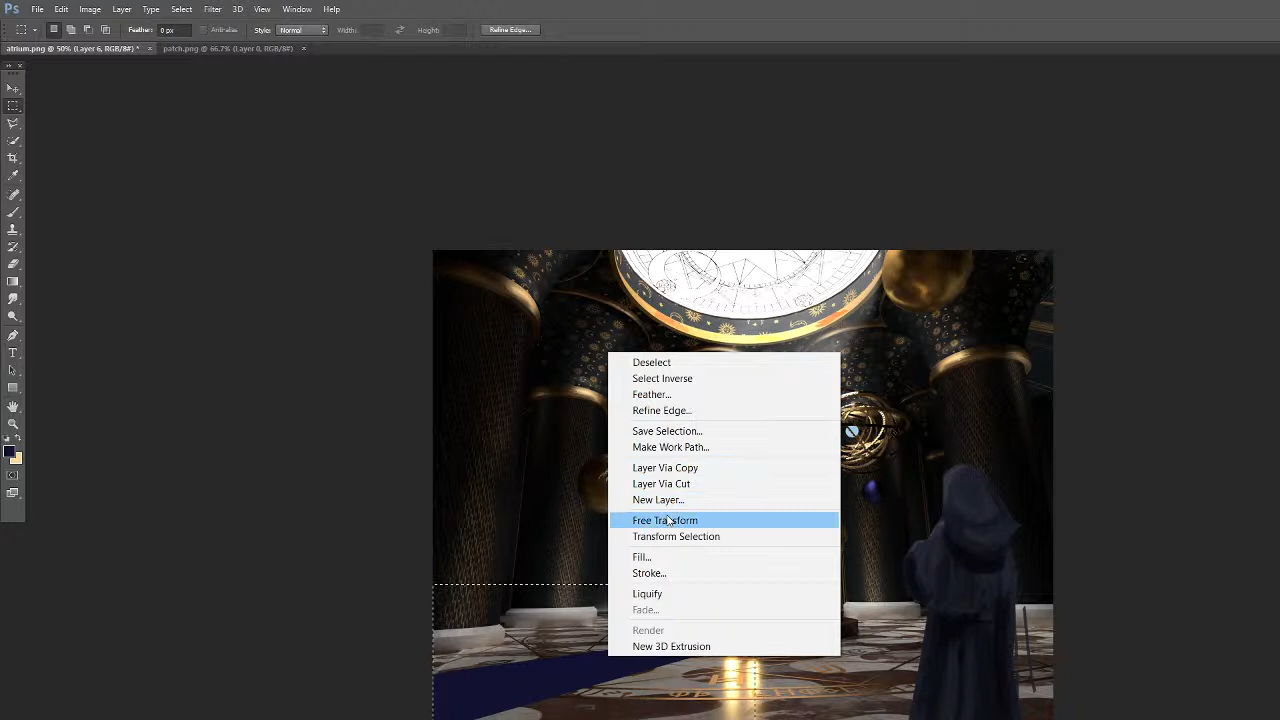 Ps File Edit Image Layer Type Select Filter 3D View Window Help
Feather: 0 px Anti-alias Style: Normal Width: Height: Refine Edge...
atrium.png @ 50% (Layer 6, RGB/8#) * × patch.png @ 66.7% (Layer 0, RGB/8#) ×
Deselect
Select Inverse
Feather...
Refine Edge...
Save Selection...
Make Work Path...
Layer Via Copy
Layer Via Cut
New Layer...
Free Transform
Transform Selection
Fill...
Stroke...
Liquify
Fade...
Render
New 3D Extrusion